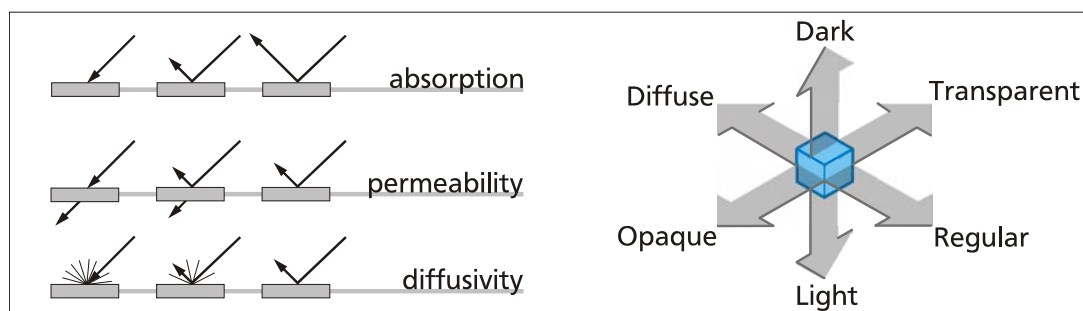 absorption
permeability
diffusivity
Dark
Diffuse
Transparent
Opaque
Regular
Light